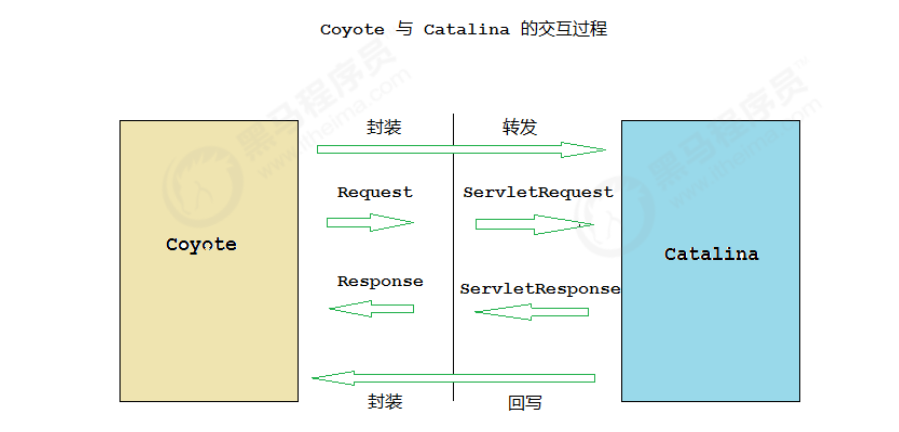 Coyote 与 Catalina 的交互过程
封装 转发
Request ServletRequest
Coyote
Catalina
Response ServletResponse
封装 回写
黑马程序员
www.itheima.com
黑马程序员
www.itheima.com